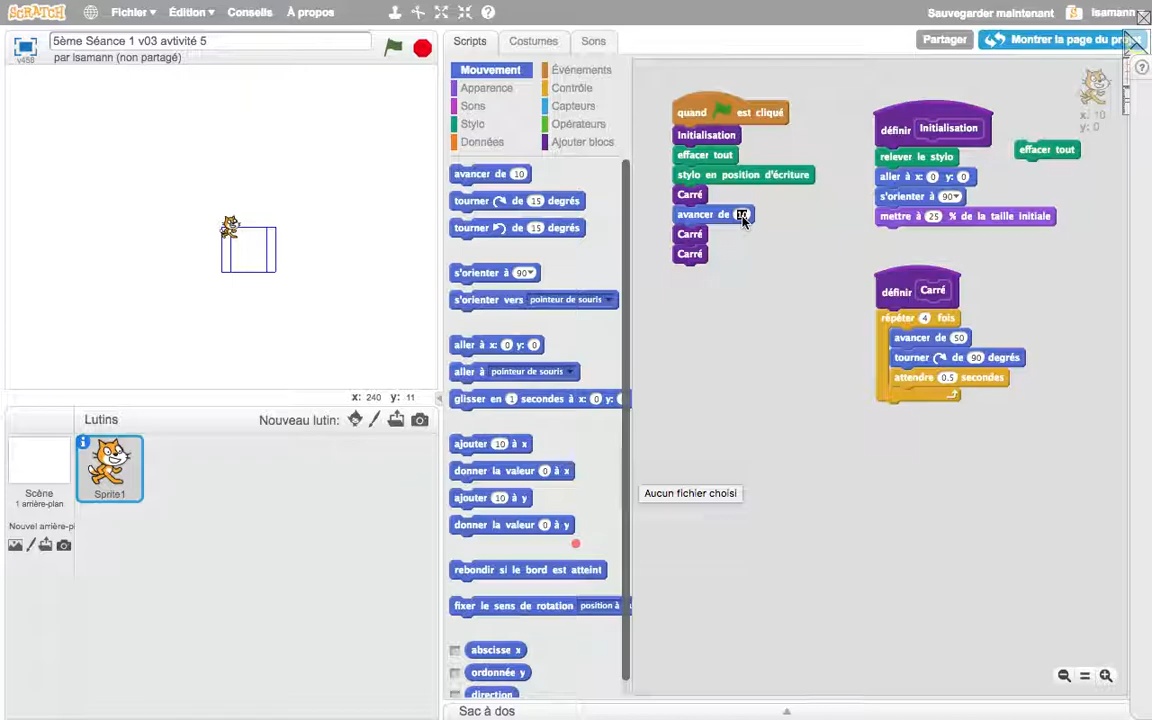 SCRATCH Fichier Édition Conseils À propos Sauvegarder maintenant lsamann
5ème Séance 1 v03 avtivité 5
par lsamann (non partagé)
v458
Scripts Costumes Sons
Partager Montrer la page du
Mouvement Événements
Apparence Contrôle
Sons Capteurs
Stylo Opérateurs
Données Ajouter blocs
avancer de 10
tourner de 15 degrés
tourner de 15 degrés
s'orienter à 90
s'orienter vers pointeur de souris
aller à x: 0 y: 0
aller à pointeur de souris
glisser en 1 secondes à x: 0 y:
ajouter 10 à x
donner la valeur 0 à x
ajouter 10 à y
donner la valeur 0 à y
rebondir si le bord est atteint
fixer le sens de rotation position à
abscisse x
ordonnée y
direction
quand est cliqué
Initialisation
effacer tout
stylo en position d'écriture
Carré
avancer de 10
Carré
Carré
définir Initialisation
relever le stylo
aller à x: 0 y: 0
s'orienter à 90
mettre à 25 % de la taille initiale
effacer tout
définir Carré
répéter 4 fois
avancer de 50
tourner de 90 degrés
attendre 0.5 secondes
x: 10
y: 0
Aucun fichier choisi
x: 240 y: 11
Lutins Nouveau lutin:
Sprite1
Scène
1 arrière-plan
Nouvel arrière-pl
Sac à dos